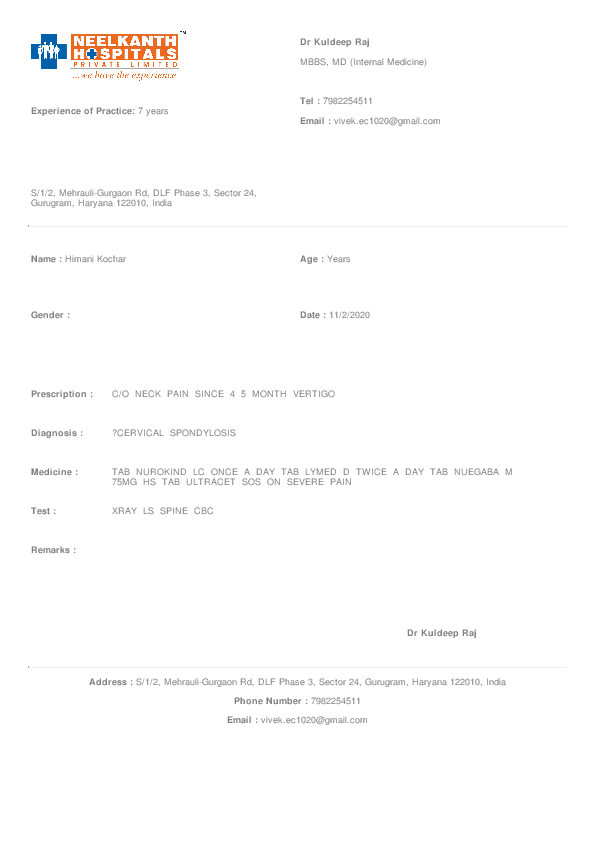 NEELKANTH
HOSPITALS
PRIVATE LIMITED
...we have the experience
TM
Dr Kuldeep Raj
MBBS, MD (Internal Medicine)
Tel : 7982254511
Experience of Practice: 7 years
Email : vivek.ec1020@gmail.com
S/1/2, Mehrauli-Gurgaon Rd, DLF Phase 3, Sector 24,
Gurugram, Haryana 122010, India
Name : Himani Kochar
Age : Years
Gender :
Date : 11/2/2020
Prescription : C/O NECK PAIN SINCE 4 5 MONTH VERTIGO
Diagnosis : ?CERVICAL SPONDYLOSIS
Medicine : TAB NUROKIND LC ONCE A DAY TAB LYMED D TWICE A DAY TAB NUEGABA M
75MG HS TAB ULTRACET SOS ON SEVERE PAIN
Test : XRAY LS SPINE CBC
Remarks :
Dr Kuldeep Raj
Address : S/1/2, Mehrauli-Gurgaon Rd, DLF Phase 3, Sector 24, Gurugram, Haryana 122010, India
Phone Number : 7982254511
Email : vivek.ec1020@gmail.com